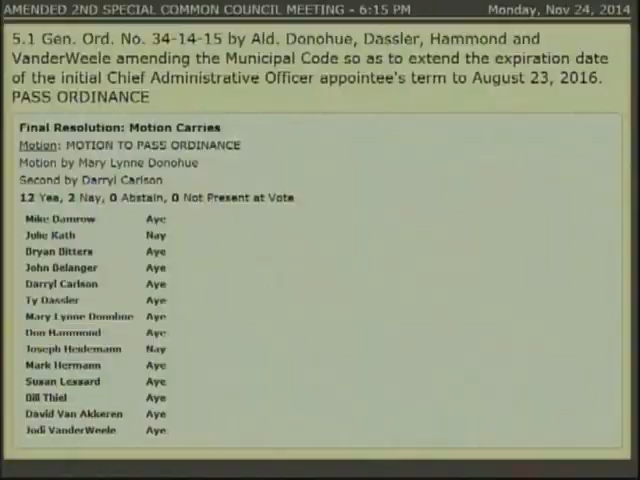 AMENDED 2ND SPECIAL COMMON COUNCIL MEETING - 6:15 PM Monday, Nov 24, 2014
5.1 Gen. Ord. No. 34-14-15 by Ald. Donohue, Dassler, Hammond and
VanderWeele amending the Municipal Code so as to extend the expiration date
of the initial Chief Administrative Officer appointee's term to August 23, 2016.
PASS ORDINANCE
Final Resolution: Motion Carries
Motion: MOTION TO PASS ORDINANCE
Motion by Mary Lynne Donohue
Second by Darryl Carlson
12 Yea, 2 Nay, 0 Abstain, 0 Not Present at Vote
Mike Damrow Aye
Julie Kath Nay
Bryan Bitters Aye
John Belanger Aye
Darryl Carlson Aye
Ty Dassler Aye
Mary Lynne Donohue Aye
Don Hammond Aye
Joseph Heidemann Nay
Mark Hermann Aye
Susan Lessard Aye
Bill Thiel Aye
David Van Akkeren Aye
Jodi VanderWeele Aye